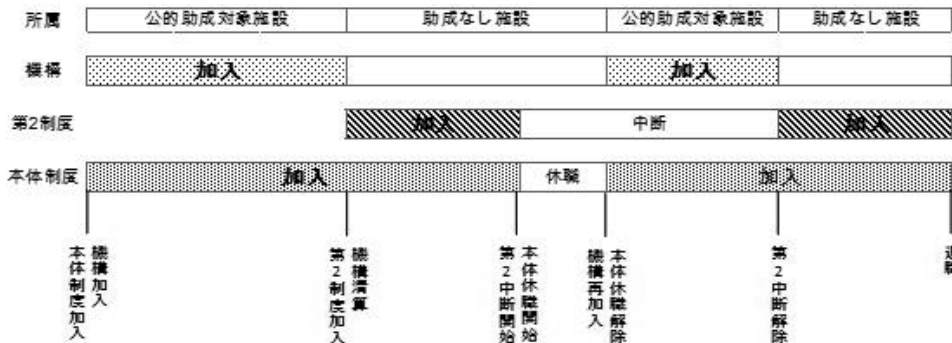 所属 公的助成対象施設 助成なし施設 公的助成対象施設 助成なし施設
機構 加入 加入
第2制度 加入 中断 加入
本体制度 加入 休職 加入
機構加入
本体制度加入
機構清算
第2制度加入
本体休職開始
第2中断開始
本体休職解除
機構再加入
第2中断解除
退職